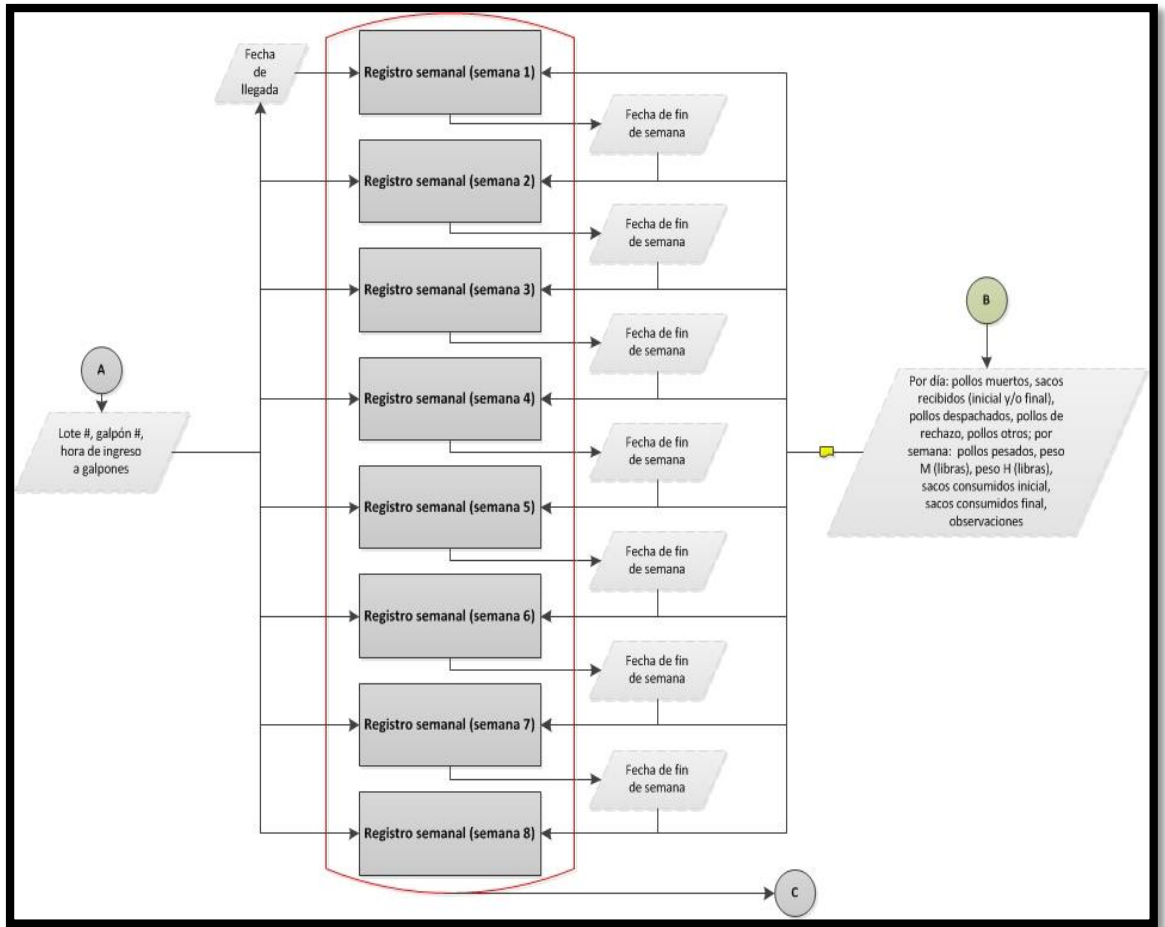 Fecha
de
llegada
Registro semanal (semana 1)
Fecha de fin
de semana
Registro semanal (semana 2)
Fecha de fin
de semana
Registro semanal (semana 3)
Fecha de fin
de semana
Registro semanal (semana 4)
Fecha de fin
de semana
Registro semanal (semana 5)
Fecha de fin
de semana
Registro semanal (semana 6)
Fecha de fin
de semana
Registro semanal (semana 7)
Fecha de fin
de semana
Registro semanal (semana 8)
A
Lote #, galpón #,
hora de ingreso
a galpones
B
Por día: pollos muertos, sacos
recibidos (inicial y/o final),
pollos despachados, pollos de
rechazo, pollos otros; por
semana: pollos pesados, peso
M (libras), peso H (libras),
sacos consumidos inicial,
sacos consumidos final,
observaciones
C